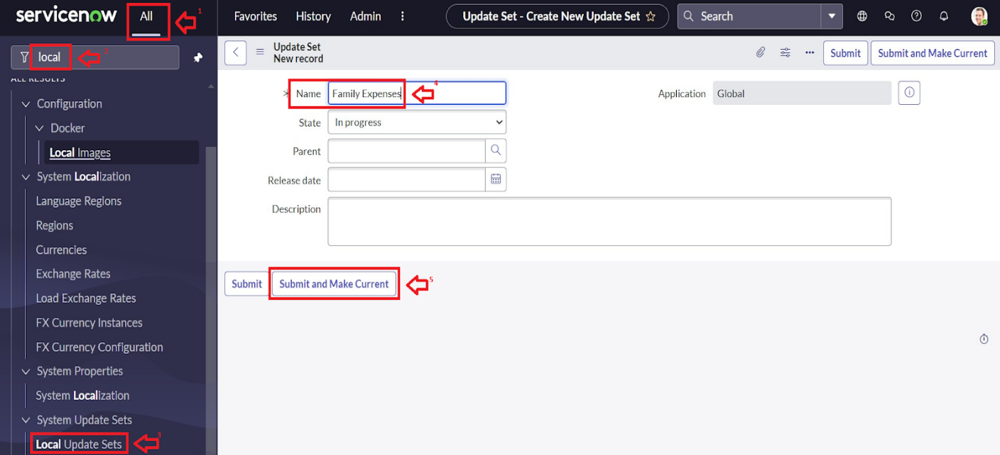 servicenow
All
1
Favorites
History
Admin
Update Set - Create New Update Set
Search
local
2
ALL RESULTS
Configuration
Docker
Local Images
System Localization
Language Regions
Regions
Currencies
Exchange Rates
Load Exchange Rates
FX Currency Instances
FX Currency Configuration
System Properties
System Localization
System Update Sets
Local Update Sets
3
Update Set
New record
Submit
Submit and Make Current
Name
Family Expenses
4
Application
Global
State
In progress
Parent
Release date
Description
Submit
Submit and Make Current
5